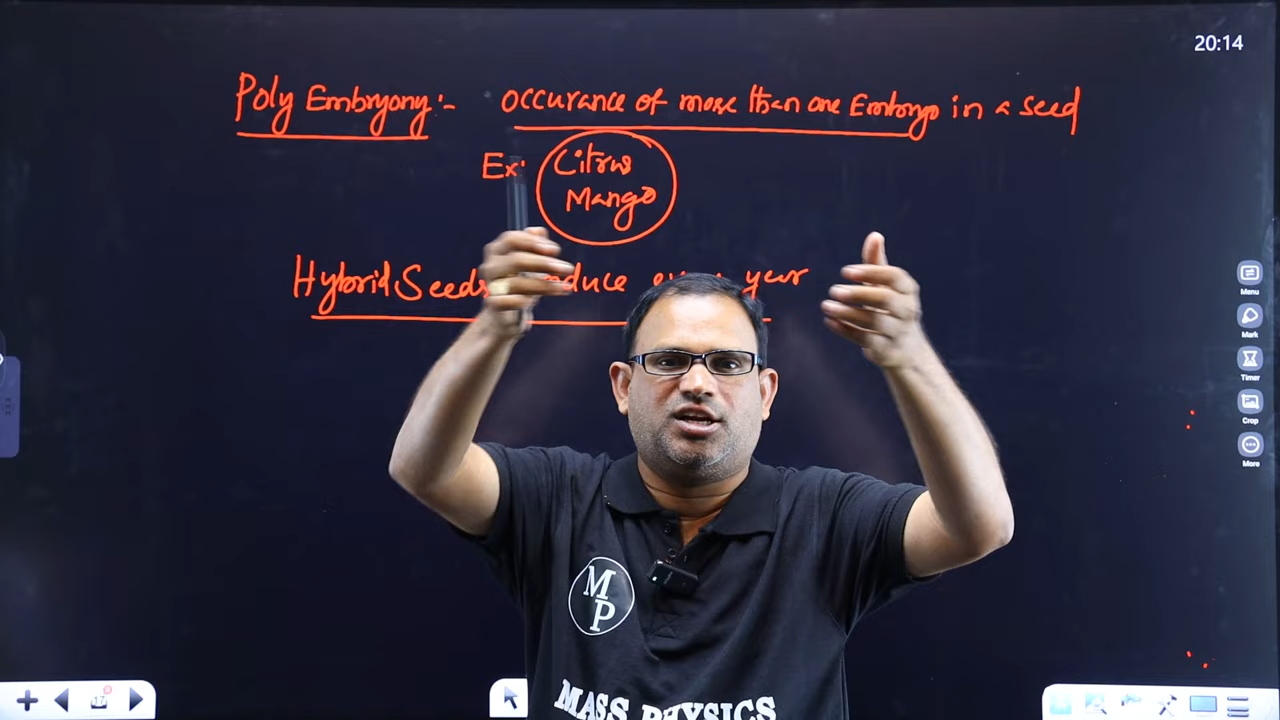 20:14
Poly Embryony:- occurance of more than one Embryo in a seed
Ex: Citrus
Mango
Hybrid Seeds year
Menu
Mark
Timer
Crop
More
MP
MASS PHYSICS
17